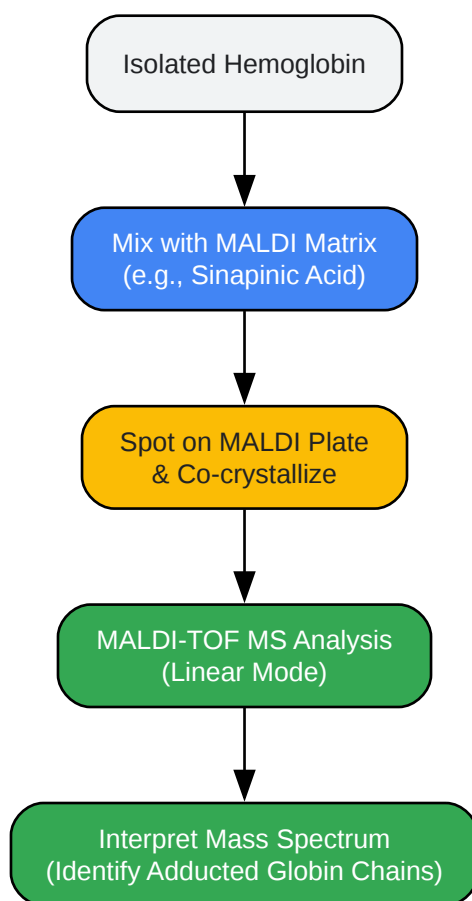 Isolated Hemoglobin
Mix with MALDI Matrix
(e.g., Sinapinic Acid)
Spot on MALDI Plate
& Co-crystallize
MALDI-TOF MS Analysis
(Linear Mode)
Interpret Mass Spectrum
(Identify Adducted Globin Chains)